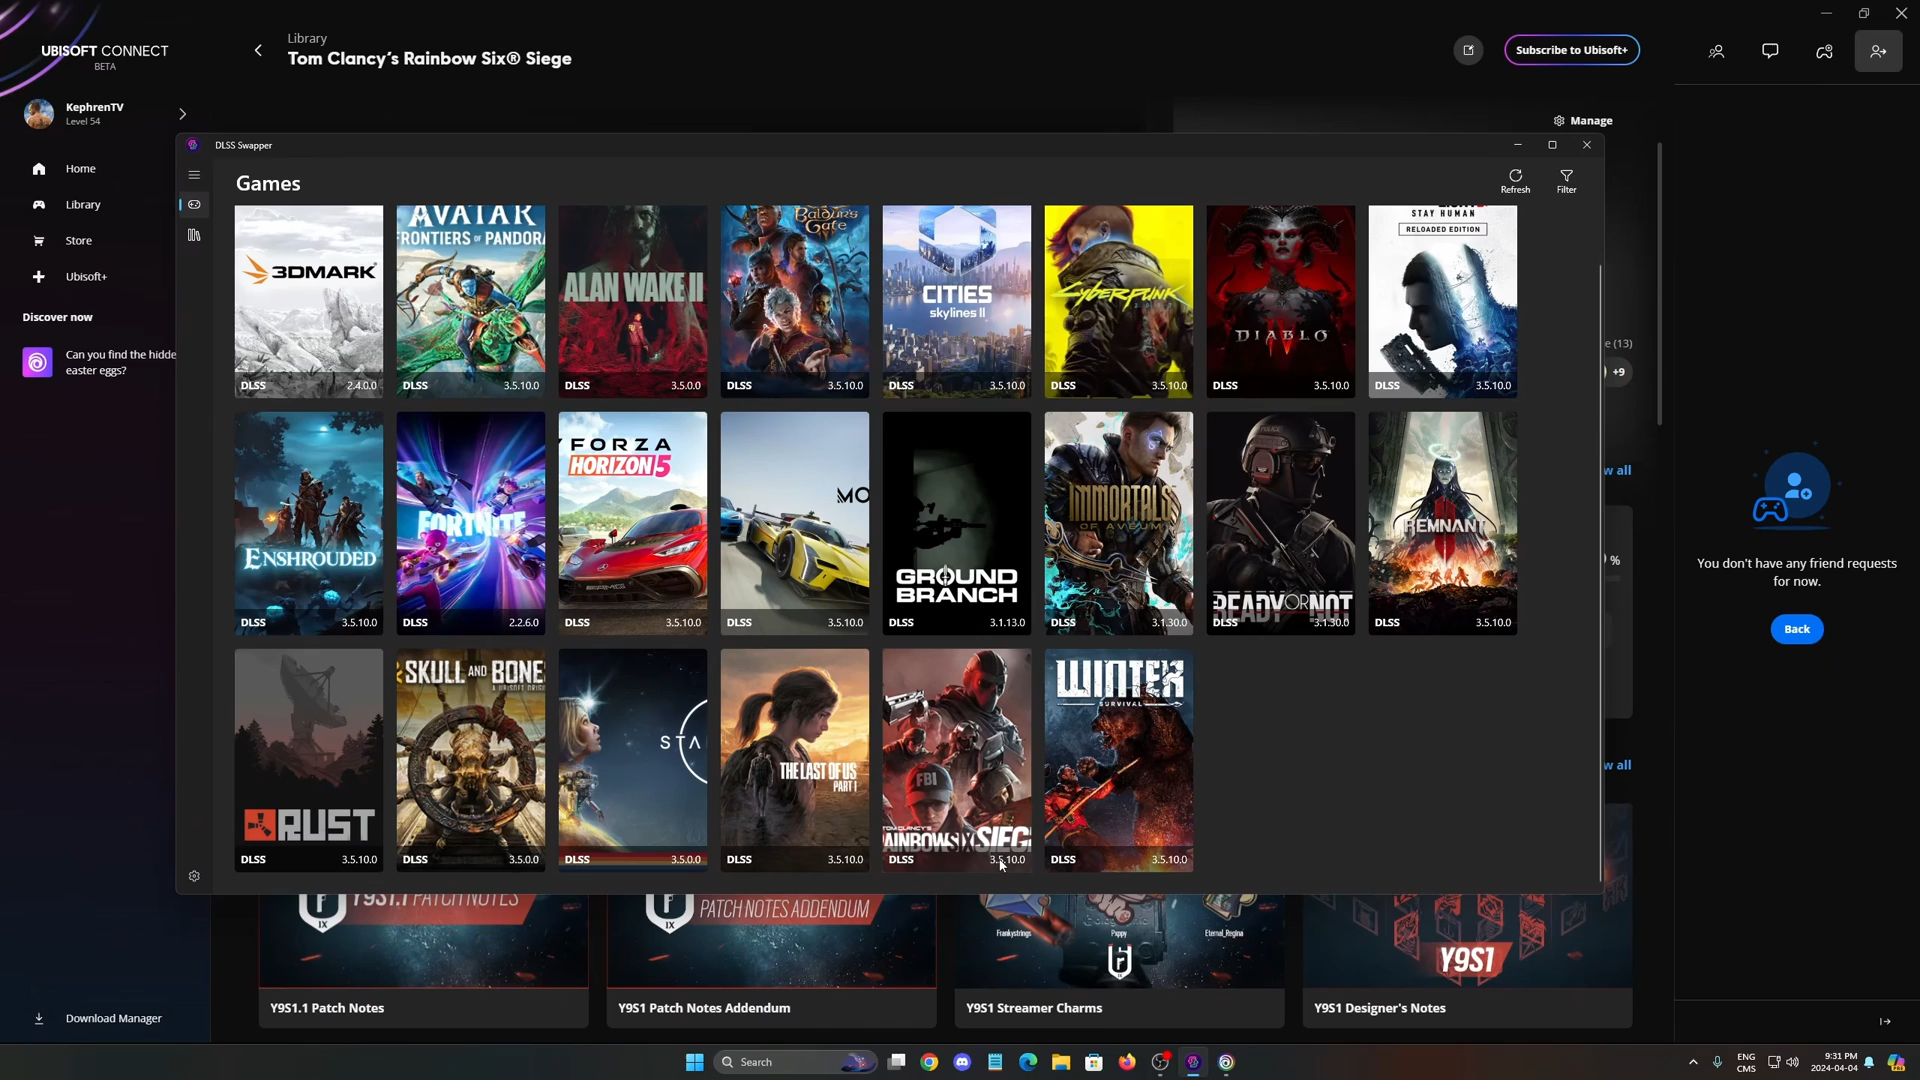 UBISOFT CONNECT
BETA
Library
Tom Clancy's Rainbow Six® Siege
Subscribe to Ubisoft+
KephrenTV
Level 54
Manage
Home
Library
Store
Ubisoft+
Discover now
Can you find the hidde
easter eggs?
Download Manager
DLSS Swapper
Games
Refresh
Filter
3DMARK
DLSS 2.4.0.0
AVATAR
FRONTIERS OF PANDORA
DLSS 3.5.10.0
ALAN WAKE II
DLSS 3.5.0.0
Baldur's
Gate
DLSS 3.5.10.0
CITIES
skylines II
DLSS 3.5.10.0
Cyberpunk
DLSS 3.5.10.0
DIABLO
DLSS 3.5.10.0
STAY HUMAN
RELOADED EDITION
DLSS 3.5.10.0
ENSHROUDED
DLSS 3.5.10.0
FORTNITE
DLSS 2.2.6.0
FORZA
HORIZON 5
DLSS 3.5.10.0
MO
DLSS 3.5.10.0
GROUND
BRANCH
DLSS 3.1.13.0
IMMORTALS
OF AVEUM
DLSS 3.1.30.0
POLICE
READY OR NOT
DLSS 3.1.30.0
REMNANT
DLSS 3.5.10.0
RUST
DLSS 3.5.10.0
SKULL AND BONES
A UBISOFT ORIGIN
DLSS 3.5.0.0
STA
DLSS 3.5.0.0
THE LAST OF US
PART I
DLSS 3.5.10.0
FBI
TOM CLANCY'S
RAINBOW SIX SIEG
DLSS 3.5.10.0
WINTER
SURVIVAL
DLSS 3.5.10.0
e (13)
+9
w all
%
w all
You don't have any friend requests
for now.
Back
Y9S1.1 PATCH NOTES
Y9S1.1 Patch Notes
PATCH NOTES ADDENDUM
Y9S1 Patch Notes Addendum
Frankystrings
Pxppy
Eternal_Regina
Y9S1 Streamer Charms
Y9S1
Y9S1 Designer's Notes
Search
ENG
CMS
9:31 PM
2024-04-04